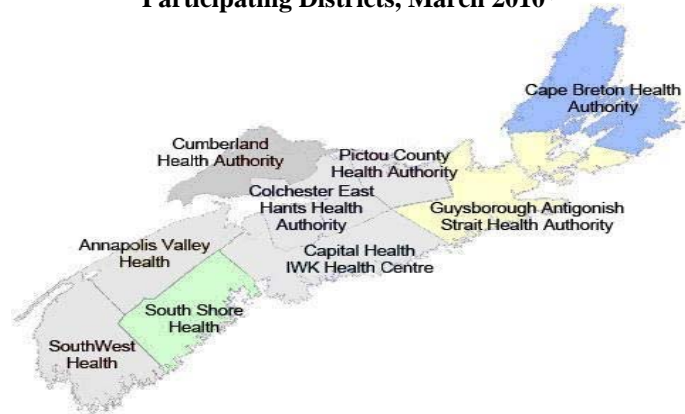 Participating Districts, March 2010
Cape Breton Health
Authority
Cumberland
Health Authority
Pictou County
Health Authority
Colchester East
Hants Health
Authority
Guysborough Antigonish
Strait Health Authority
Annapolis Valley
Health
Capital Health
IWK Health Centre
South Shore
Health
SouthWest
Health